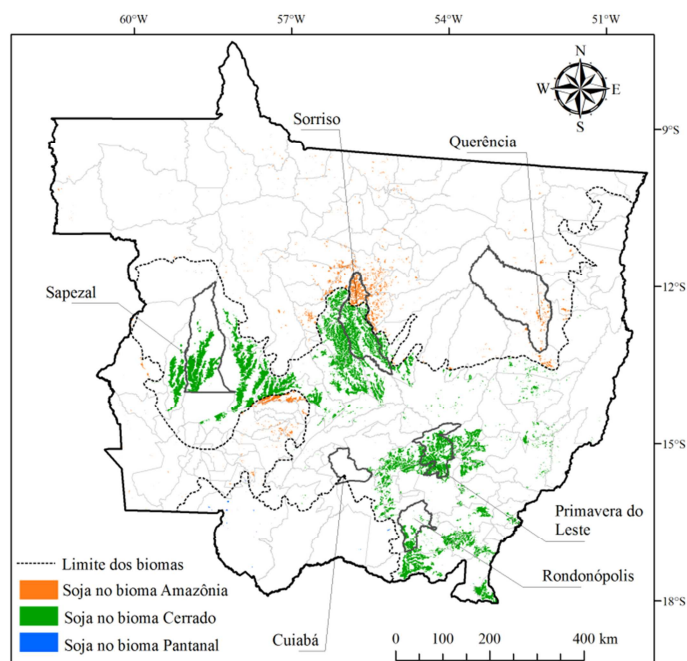 60°W 57°W 54°W 51°W
N
W E
S
Sorriso
9°S
Querência
12°S
Sapezal
15°S
Primavera do
Leste
Limite dos biomas
Rondonópolis
Soja no bioma Amazônia
Soja no bioma Cerrado
18°S
Soja no bioma Pantanal
Cuiabá
0 100 200 400 km